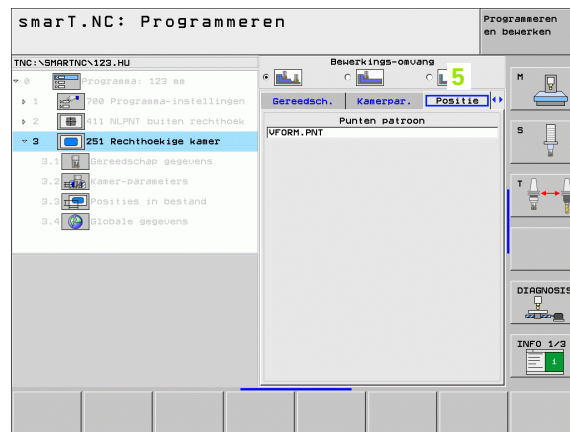 smarT.NC: Programmeren
Programmeren
en bewerken
TNC:\SMARTNC\123.HU
0 Programma: 123 mm
1 700 Programma-instellingen
2 411 NLPNT buiten rechthoek
3 251 Rechthoekige kamer
3.1 Gereedschap gegevens
3.2 Kamer-parameters
3.3 Posities in bestand
3.4 Globale gegevens
Bewerkings-omvang
5
Gereedsch. Kamerpar. Positie
Punten patroon
VFORM.PNT
M
S
T
DIAGNOSIS
INFO 1/3